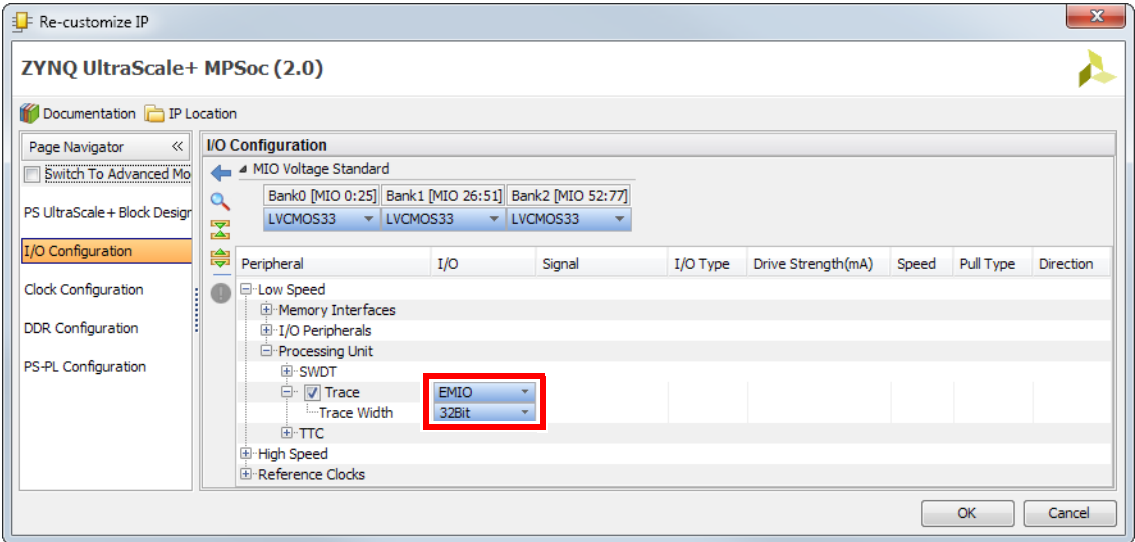 Re-customize IP
ZYNQ UltraScale+ MPSoc (2.0)
Documentation IP Location
Page Navigator «
Switch To Advanced Mo
PS UltraScale+ Block Desigr
I/O Configuration
Clock Configuration
DDR Configuration
PS-PL Configuration
I/O Configuration
MIO Voltage Standard
Bank0 [MIO 0:25] Bank1 [MIO 26:51] Bank2 [MIO 52:77]
LVCMOS33 LVCMOS33 LVCMOS33
Peripheral I/O Signal I/O Type Drive Strength(mA) Speed Pull Type Direction
Low Speed
Memory Interfaces
I/O Peripherals
Processing Unit
SWDT
Trace EMIO
Trace Width 32Bit
TTC
High Speed
Reference Clocks
OK Cancel